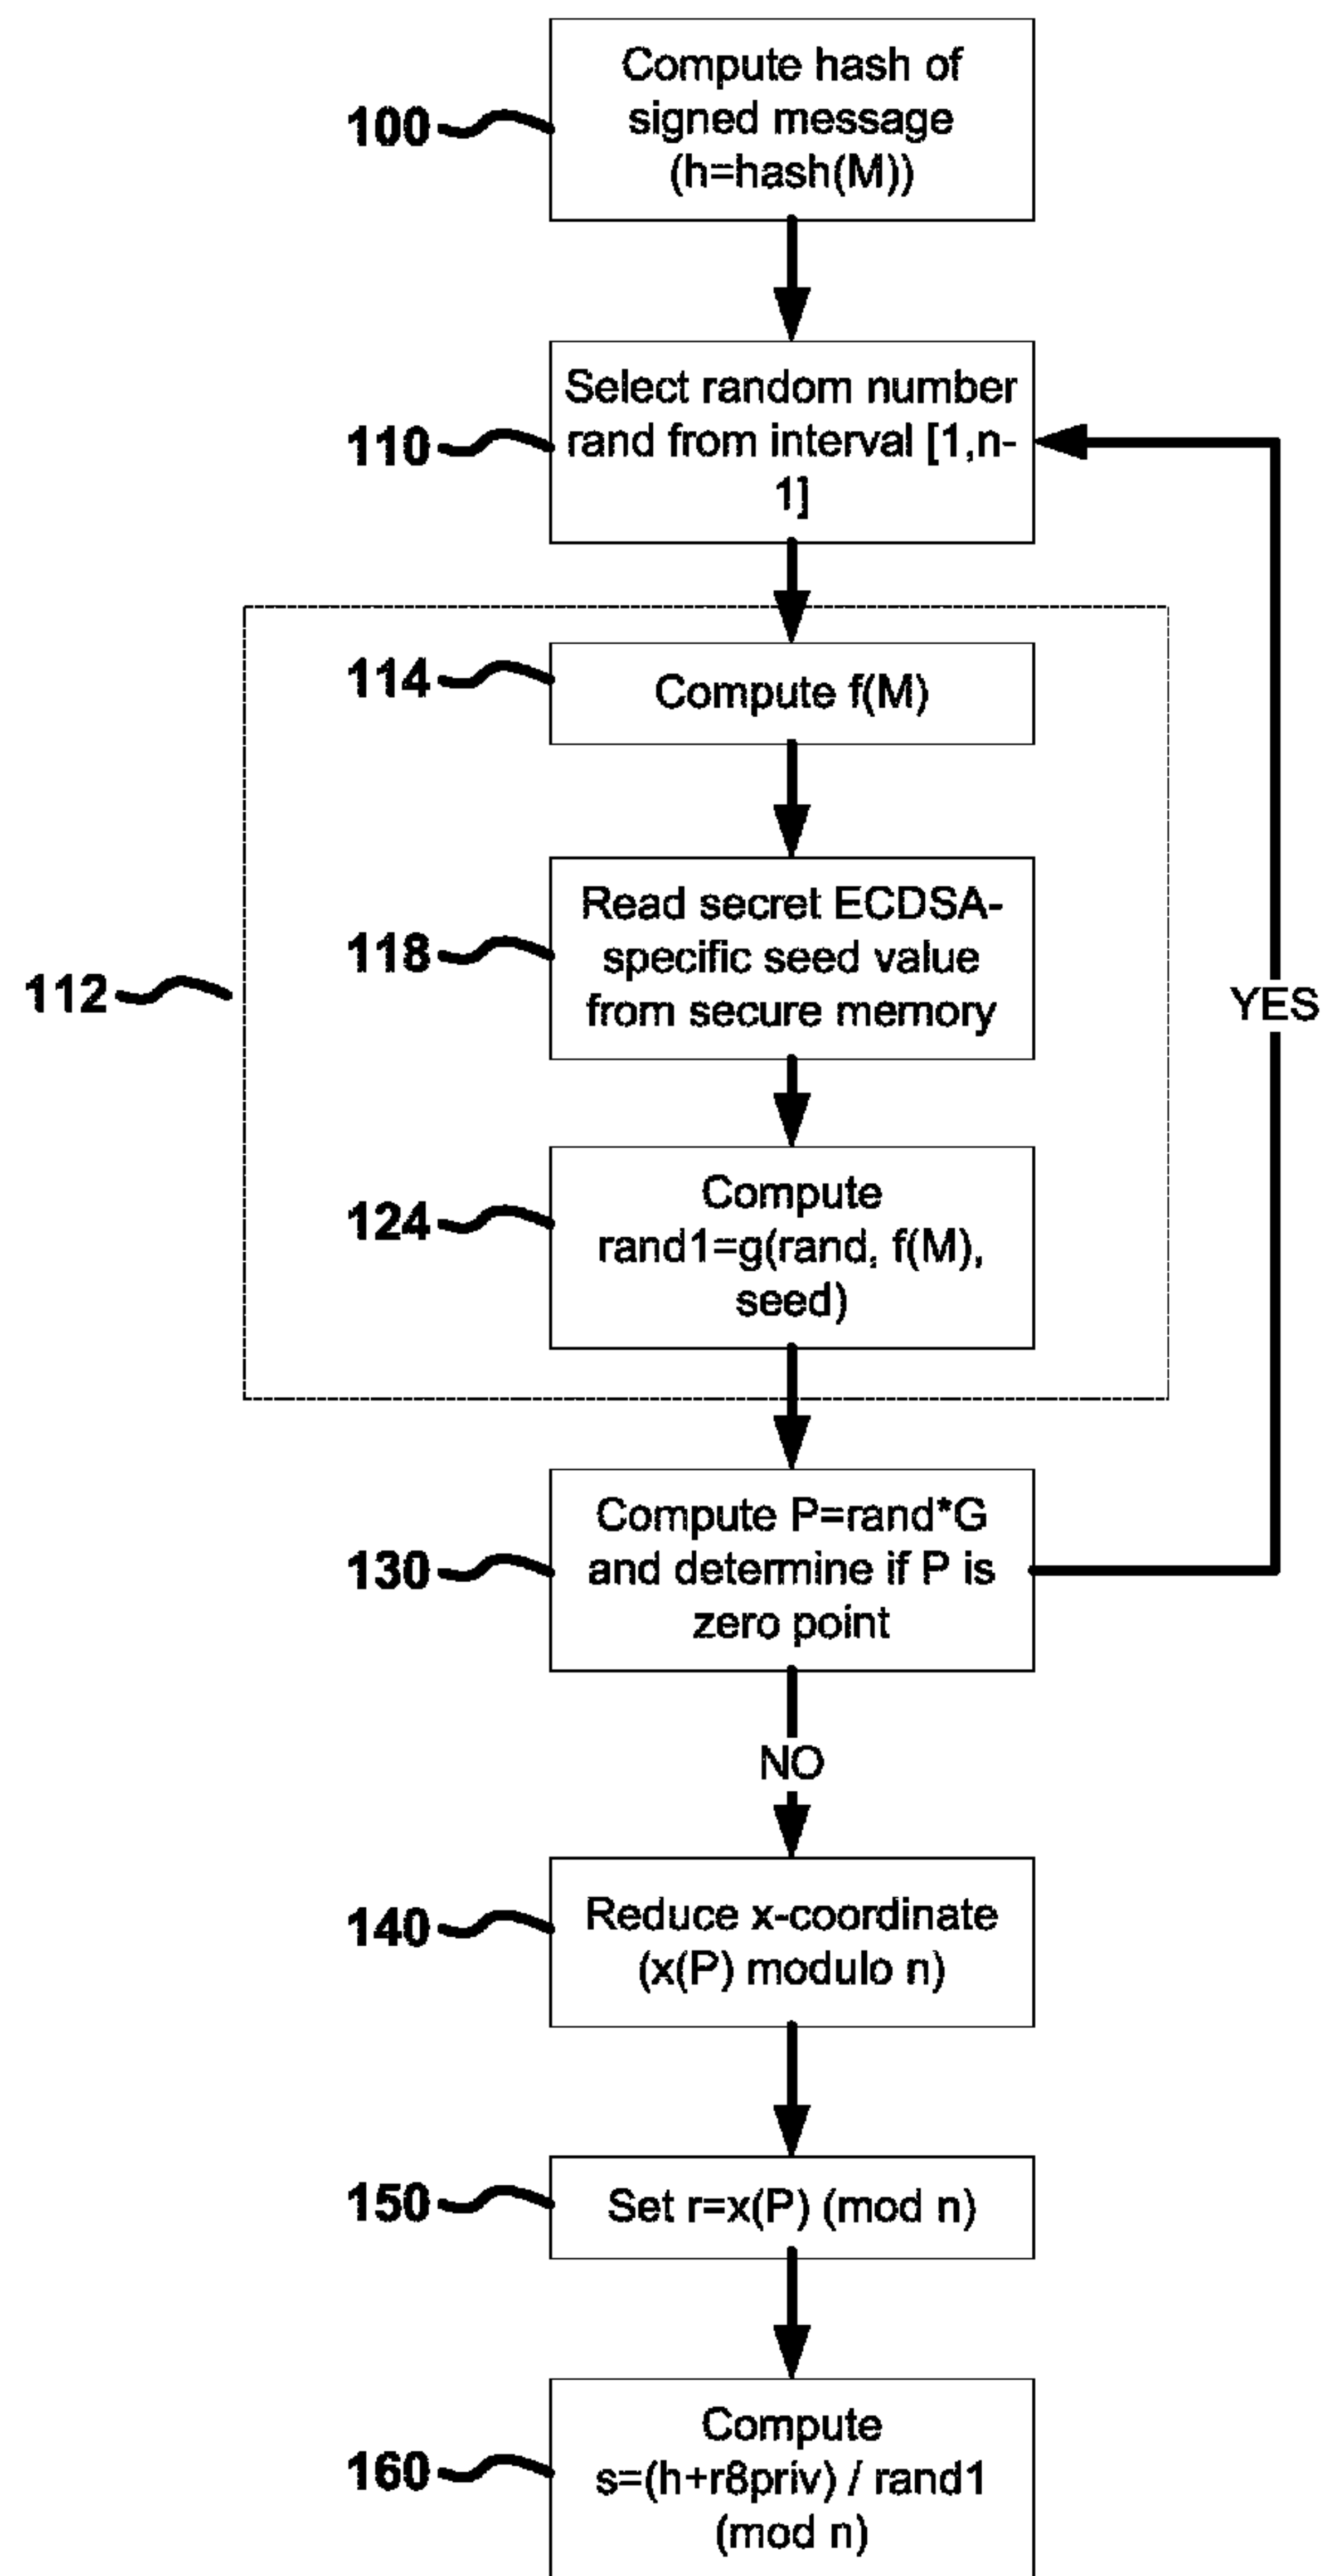 Compute hash of
signed message
(h=hash(M))
100
Select random number
rand from interval [1,n-
1]
110
114
Compute f(M)
Read secret ECDSA-
specific seed value
from secure memory
118
112
YES
Compute
rand1=g(rand, f(M),
seed)
124
Compute P=rand*G
and determine if P is
zero point
130
NO
Reduce x-coordinate
(x(P) modulo n)
140
150
Set r=x(P) (mod n)
Compute
s=(h+r8priv) / rand1
(mod n)
160